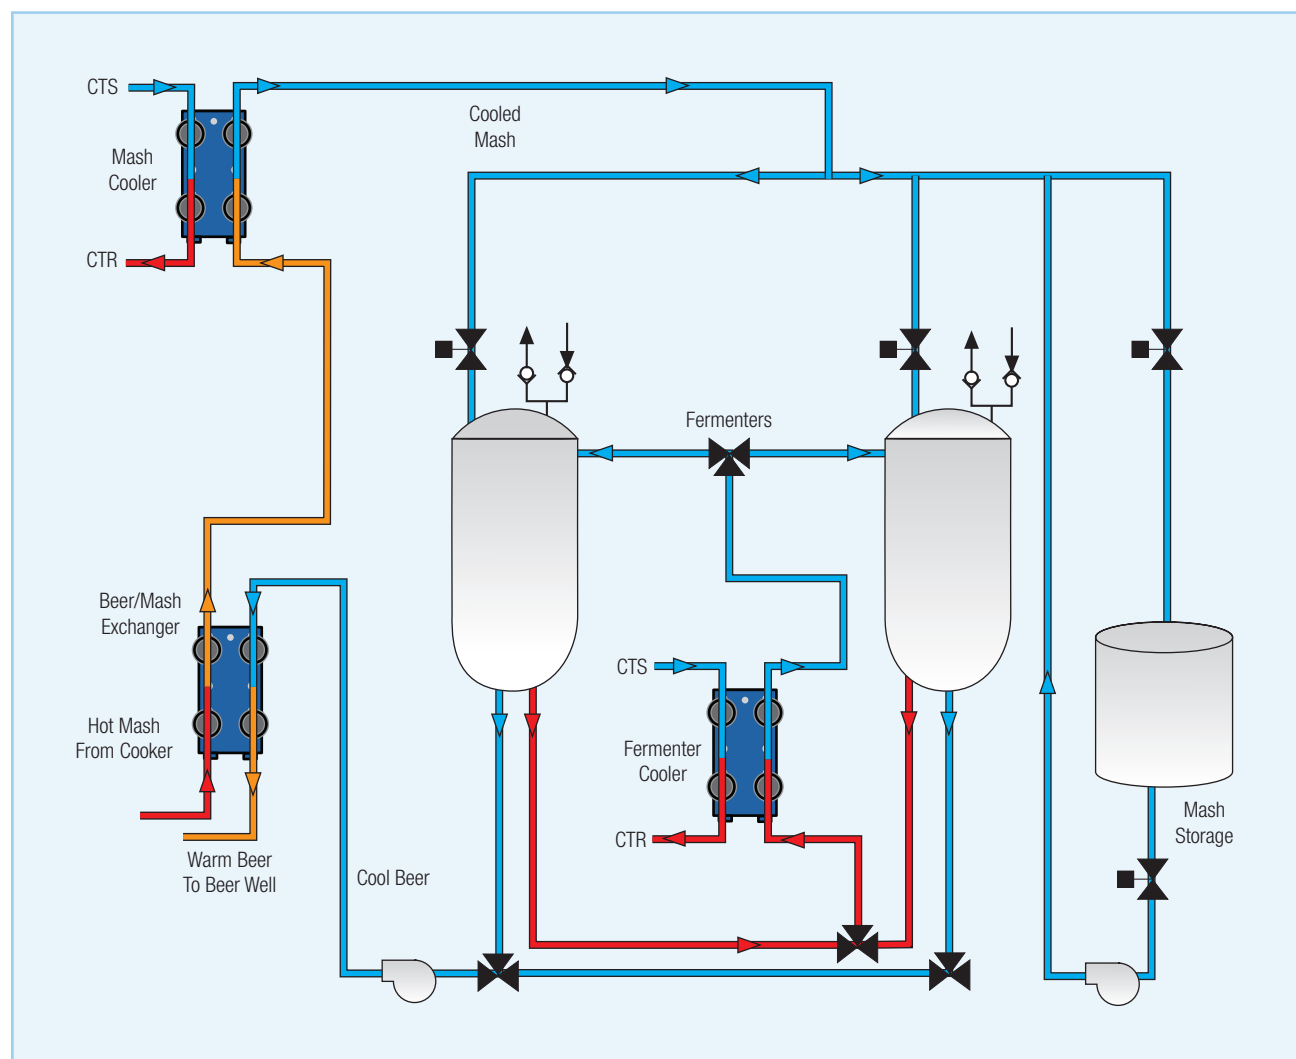 CTS
Cooled
Mash
Mash
Cooler
CTR
Fermenters
Beer/Mash
Exchanger
CTS
Hot Mash
From Cooker
Fermenter
Cooler
Mash
Storage
CTR
Warm Beer
To Beer Well
Cool Beer